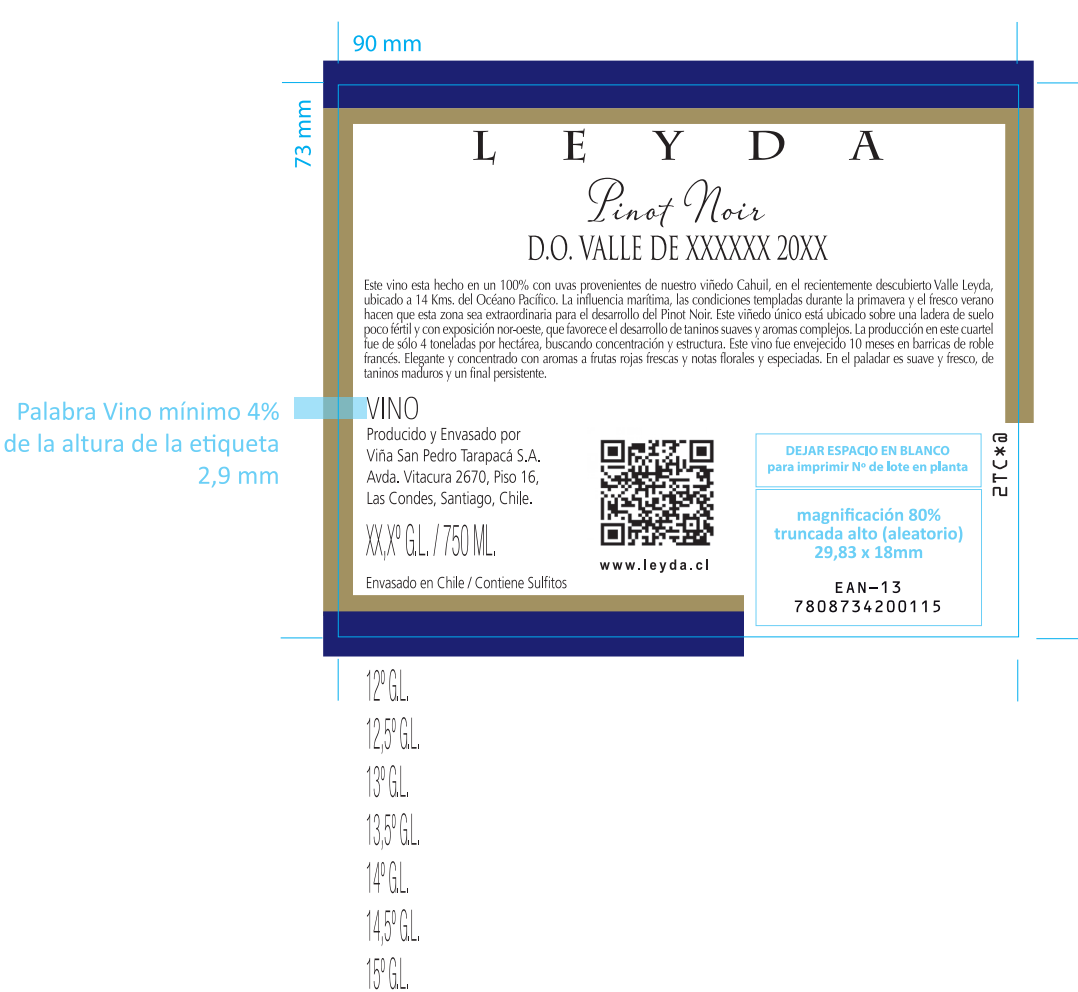 90 mm
73 mm
L E Y D A
Pinot Noir
D.O. VALLE DE XXXXXX 20XX
Este vino esta hecho en un 100% con uvas provenientes de nuestro viñedo Cahuil, en el recientemente descubierto Valle Leyda,
ubicado a 14 Kms. del Océano Pacífico. La influencia marítima, las condiciones templadas durante la primavera y el fresco verano
hacen que esta zona sea extraordinaria para el desarrollo del Pinot Noir. Este viñedo único está ubicado sobre una ladera de suelo
poco fértil y con exposición nor-oeste, que favorece el desarrollo de taninos suaves y aromas complejos. La producción en este cuartel
fue de sólo 4 toneladas por hectárea, buscando concentración y estructura. Este vino fue envejecido 10 meses en barricas de roble
francés. Elegante y concentrado con aromas a frutas rojas frescas y notas florales y especiadas. En el paladar es suave y fresco, de
taninos maduros y un final persistente.
Palabra Vino mínimo 4%
de la altura de la etiqueta
2,9 mm
VINO
Producido y Envasado por
Viña San Pedro Tarapacá S.A.
Avda. Vitacura 2670, Piso 16,
Las Condes, Santiago, Chile.
XX,Xº G.L. / 750 ML.
Envasado en Chile / Contiene Sulfitos
www.leyda.cl
DEJAR ESPACIO EN BLANCO
para imprimir Nº de lote en planta
magnificación 80%
truncada alto (aleatorio)
29,83 x 18mm
EAN-13
7808734200115
2TC*a
12º G.L.
12,5º G.L.
13º G.L.
13,5º G.L.
14º G.L.
14,5º G.L.
15º G.L.